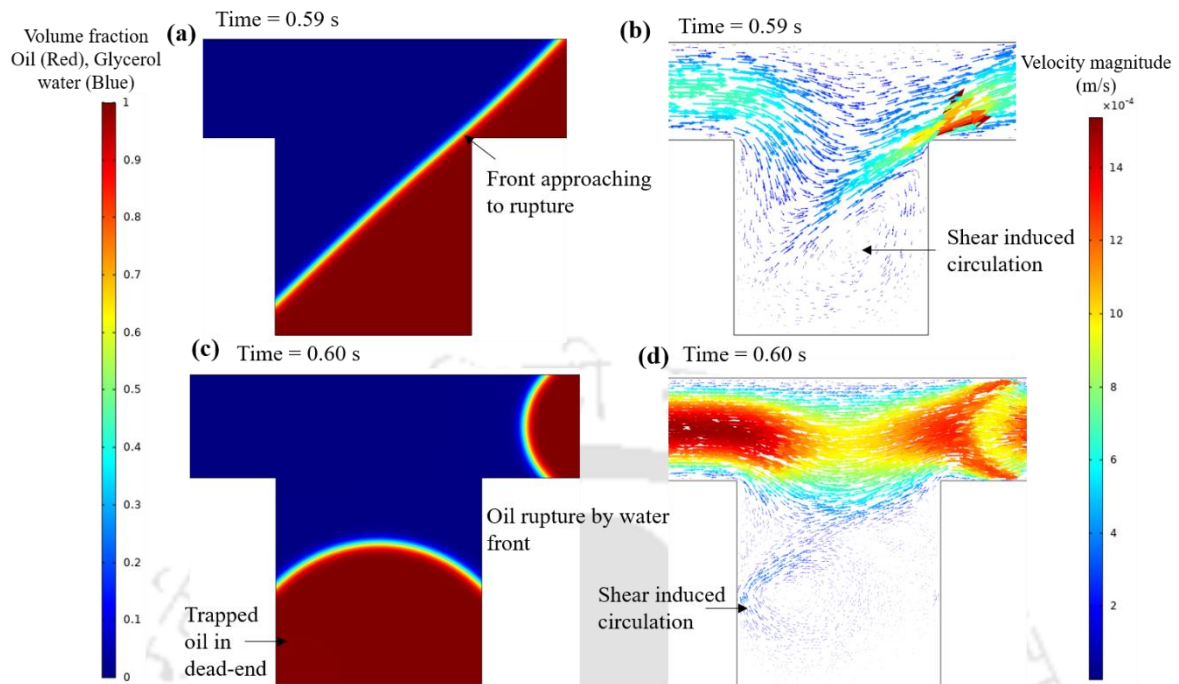 (a)
Time = 0.59 s
Volume fraction
Oil (Red), Glycerol
water (Blue)
1
0.9
0.8
0.7
0.6
0.5
0.4
0.3
0.2
0.1
0
Front approaching
to rupture
(b)
Time = 0.59 s
Velocity magnitude
(m/s)
×10⁻⁴
14
12
10
8
6
4
2
Shear induced
circulation
(c)
Time = 0.60 s
Oil rupture by water
front
Trapped
oil in
dead-end
(d)
Time = 0.60 s
Shear induced
circulation